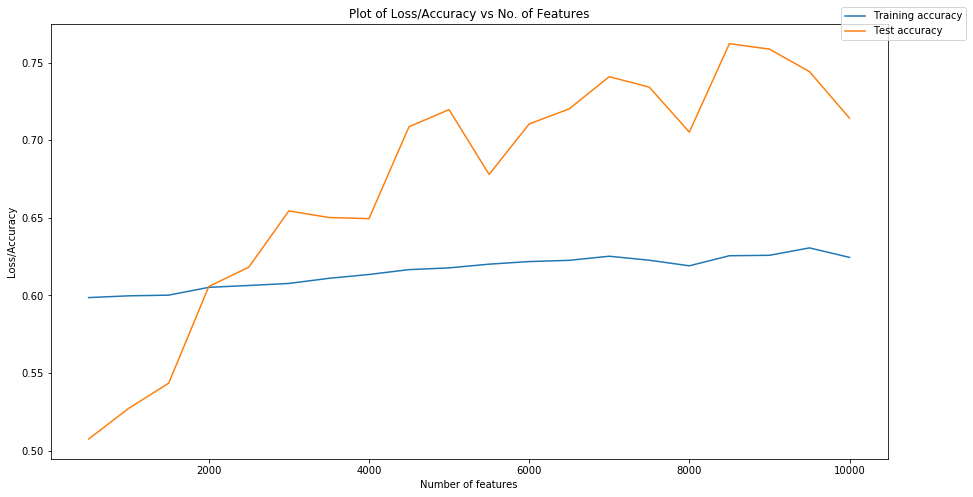 Plot of Loss/Accuracy vs No. of Features
Training accuracy
Test accuracy
Loss/Accuracy
0.75
0.70
0.65
0.60
0.55
0.50
2000
4000
6000
8000
10000
Number of features